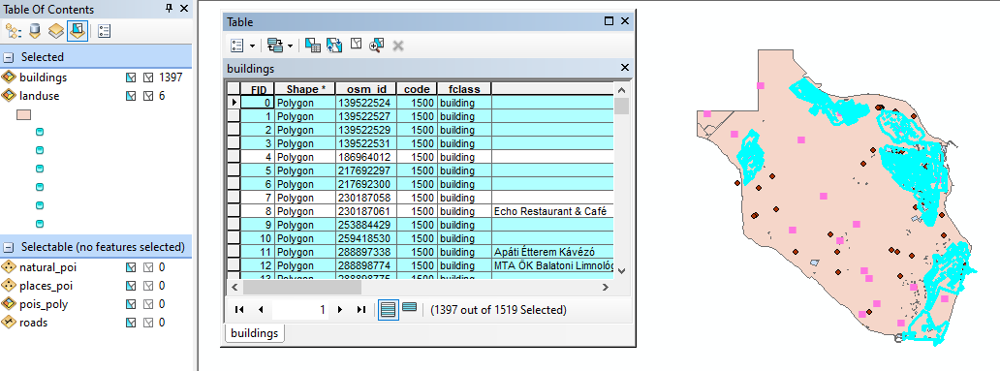 Table Of Contents
Selected
buildings 1397
landuse 6
Selectable (no features selected)
natural_poi 0
places_poi 0
pois_poly 0
roads 0
Table
buildings
FID Shape * osm_id code fclass
0 Polygon 139522524 1500 building
1 Polygon 139522527 1500 building
2 Polygon 139522529 1500 building
3 Polygon 139522531 1500 building
4 Polygon 186964012 1500 building
5 Polygon 217692297 1500 building
6 Polygon 217692300 1500 building
7 Polygon 230187058 1500 building
8 Polygon 230187061 1500 building Echo Restaurant & Café
9 Polygon 253884429 1500 building
10 Polygon 259418530 1500 building
11 Polygon 288897338 1500 building Apáti Étterem Kávézó
12 Polygon 288898774 1500 building MTA ÖK Balatoni Limnológ
13 Polygon 288898775 1500 building
1 (1397 out of 1519 Selected)
buildings